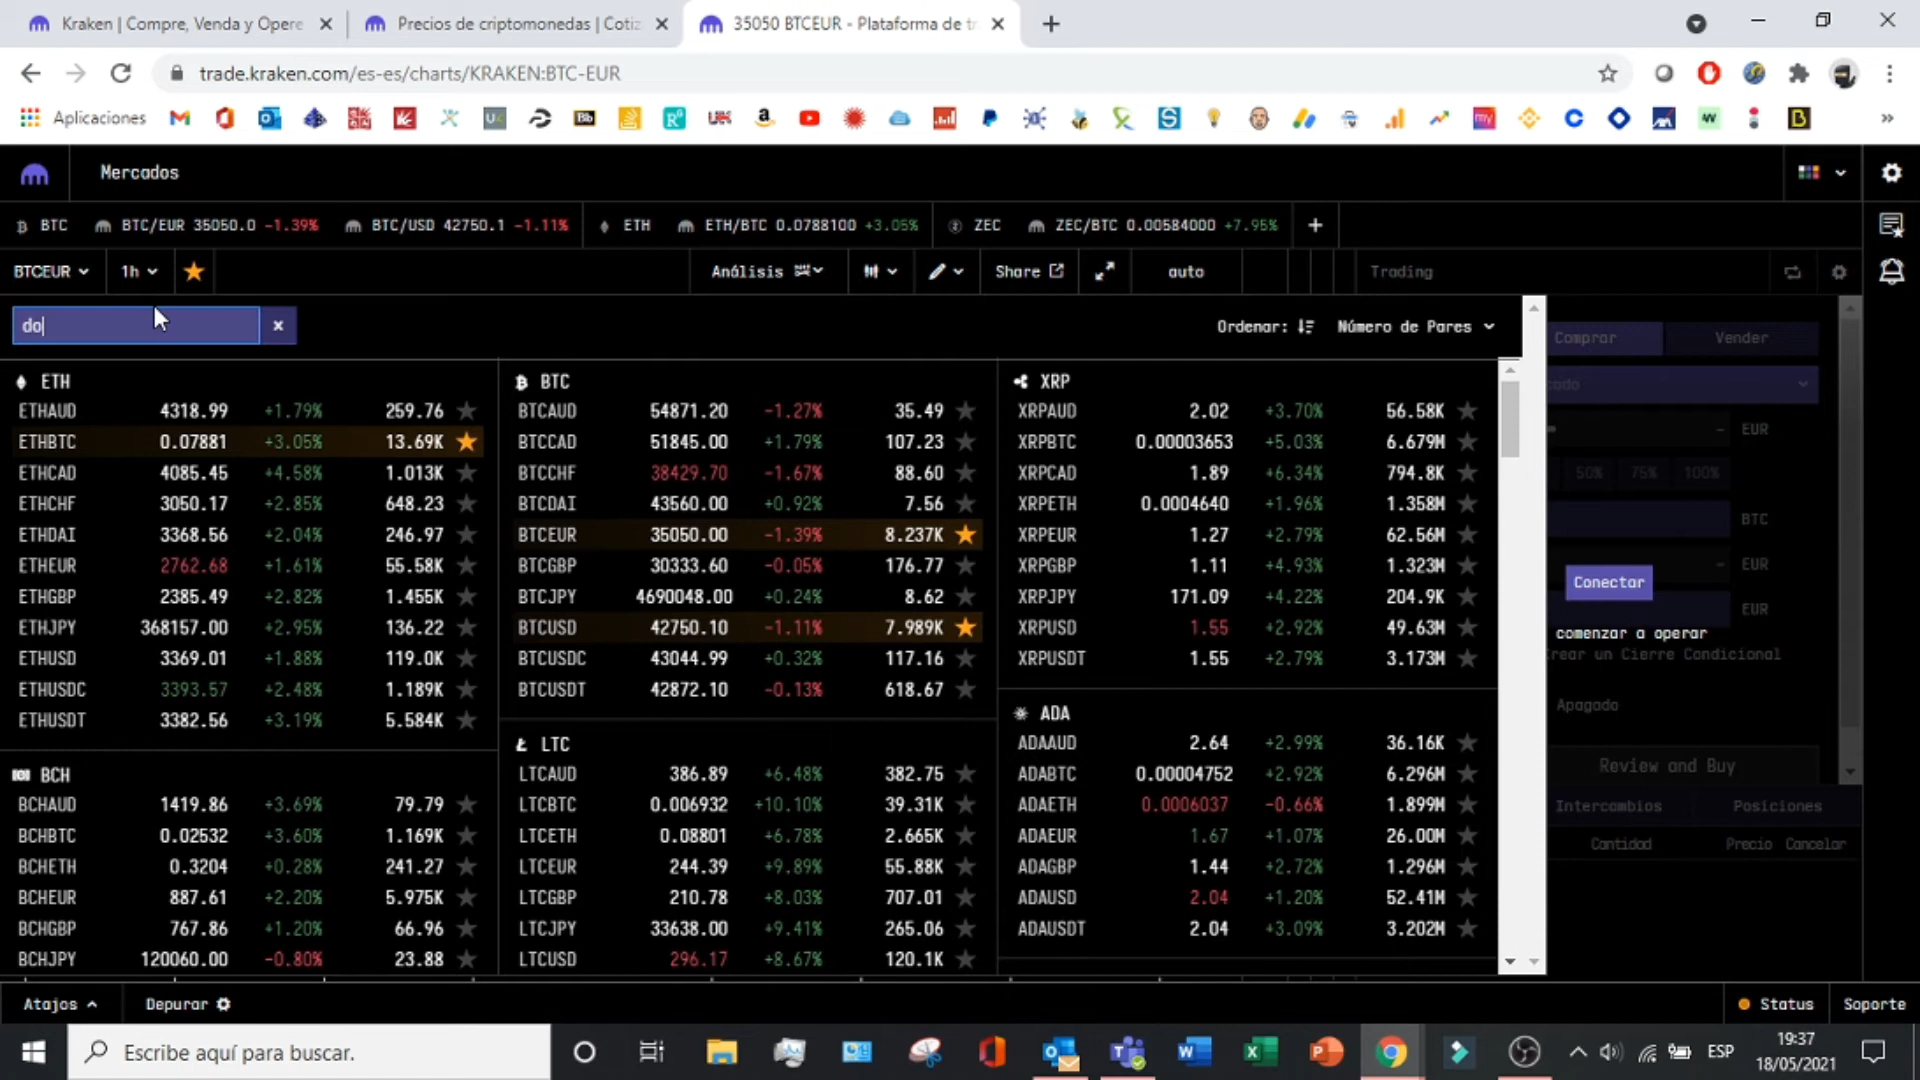 Kraken | Compre, Venda y Opere
Precios de criptomonedas | Cotiz
35050 BTCEUR - Plataforma de tr
trade.kraken.com/es-es/charts/KRAKEN:BTC-EUR
Aplicaciones
Mercados
BTC BTC/EUR 35050.0 -1.39% BTC/USD 42750.1 -1.11% ETH ETH/BTC 0.0788100 +3.05% ZEC ZEC/BTC 0.00584000 +7.95% +
BTCEUR 1h Análisis Share auto Trading
do
Ordenar: Número de Pares
Comprar Vender
ETH
ETHAUD 4318.99 +1.79% 259.76
ETHBTC 0.07881 +3.05% 13.69K
ETHCAD 4085.45 +4.58% 1.013K
ETHCHF 3050.17 +2.85% 648.23
ETHDAI 3368.56 +2.04% 246.97
ETHEUR 2762.68 +1.61% 55.58K
ETHGBP 2385.49 +2.82% 1.455K
ETHJPY 368157.00 +2.95% 136.22
ETHUSD 3369.01 +1.88% 119.0K
ETHUSDC 3393.57 +2.48% 1.189K
ETHUSDT 3382.56 +3.19% 5.584K
BCH
BCHAUD 1419.86 +3.69% 79.79
BCHBTC 0.02532 +3.60% 1.169K
BCHETH 0.3204 +0.28% 241.27
BCHEUR 887.61 +2.20% 5.975K
BCHGBP 767.86 +1.20% 66.96
BCHJPY 120060.00 -0.80% 23.88
BTC
BTCAUD 54871.20 -1.27% 35.49
BTCCAD 51845.00 +1.79% 107.23
BTCCHF 38429.70 -1.67% 88.60
BTCDAI 43560.00 +0.92% 7.56
BTCEUR 35050.00 -1.39% 8.237K
BTCGBP 30333.60 -0.05% 176.77
BTCJPY 4690048.00 +0.24% 8.62
BTCUSD 42750.10 -1.11% 7.989K
BTCUSDC 43044.99 +0.32% 117.16
BTCUSDT 42872.10 -0.13% 618.67
LTC
LTCAUD 386.89 +6.48% 382.75
LTCBTC 0.006932 +10.10% 39.31K
LTCETH 0.08801 +6.78% 2.665K
LTCEUR 244.39 +9.89% 55.88K
LTCGBP 210.78 +8.03% 707.01
LTCJPY 33638.00 +9.41% 265.06
LTCUSD 296.17 +8.67% 120.1K
XRP
XRPAUD 2.02 +3.70% 56.58K
XRPBTC 0.00003653 +5.03% 6.679M
XRPCAD 1.89 +6.34% 794.8K
XRPETH 0.0004640 +1.96% 1.358M
XRPEUR 1.27 +2.79% 62.56M
XRPGBP 1.11 +4.93% 1.323M
XRPJPY 171.09 +4.22% 204.9K
XRPUSD 1.55 +2.92% 49.63M
XRPUSDT 1.55 +2.79% 3.173M
ADA
ADAAUD 2.64 +2.99% 36.16K
ADABTC 0.00004752 +2.92% 6.296M
ADAETH 0.0006037 -0.66% 1.899M
ADAEUR 1.67 +1.07% 26.00M
ADAGBP 1.44 +2.72% 1.296M
ADAUSD 2.04 +1.20% 52.41M
ADAUSDT 2.04 +3.09% 3.202M
cado
EUR
50% 75% 100%
BTC
EUR
Conectar
EUR
comenzar a operar
Crear un Cierre Condicional
Apagado
Review and Buy
Intercambios Posiciones
Cantidad Precio Cancelar
Atajos Depurar Status Soporte
Escribe aquí para buscar.
ESP
19:37
18/05/2021